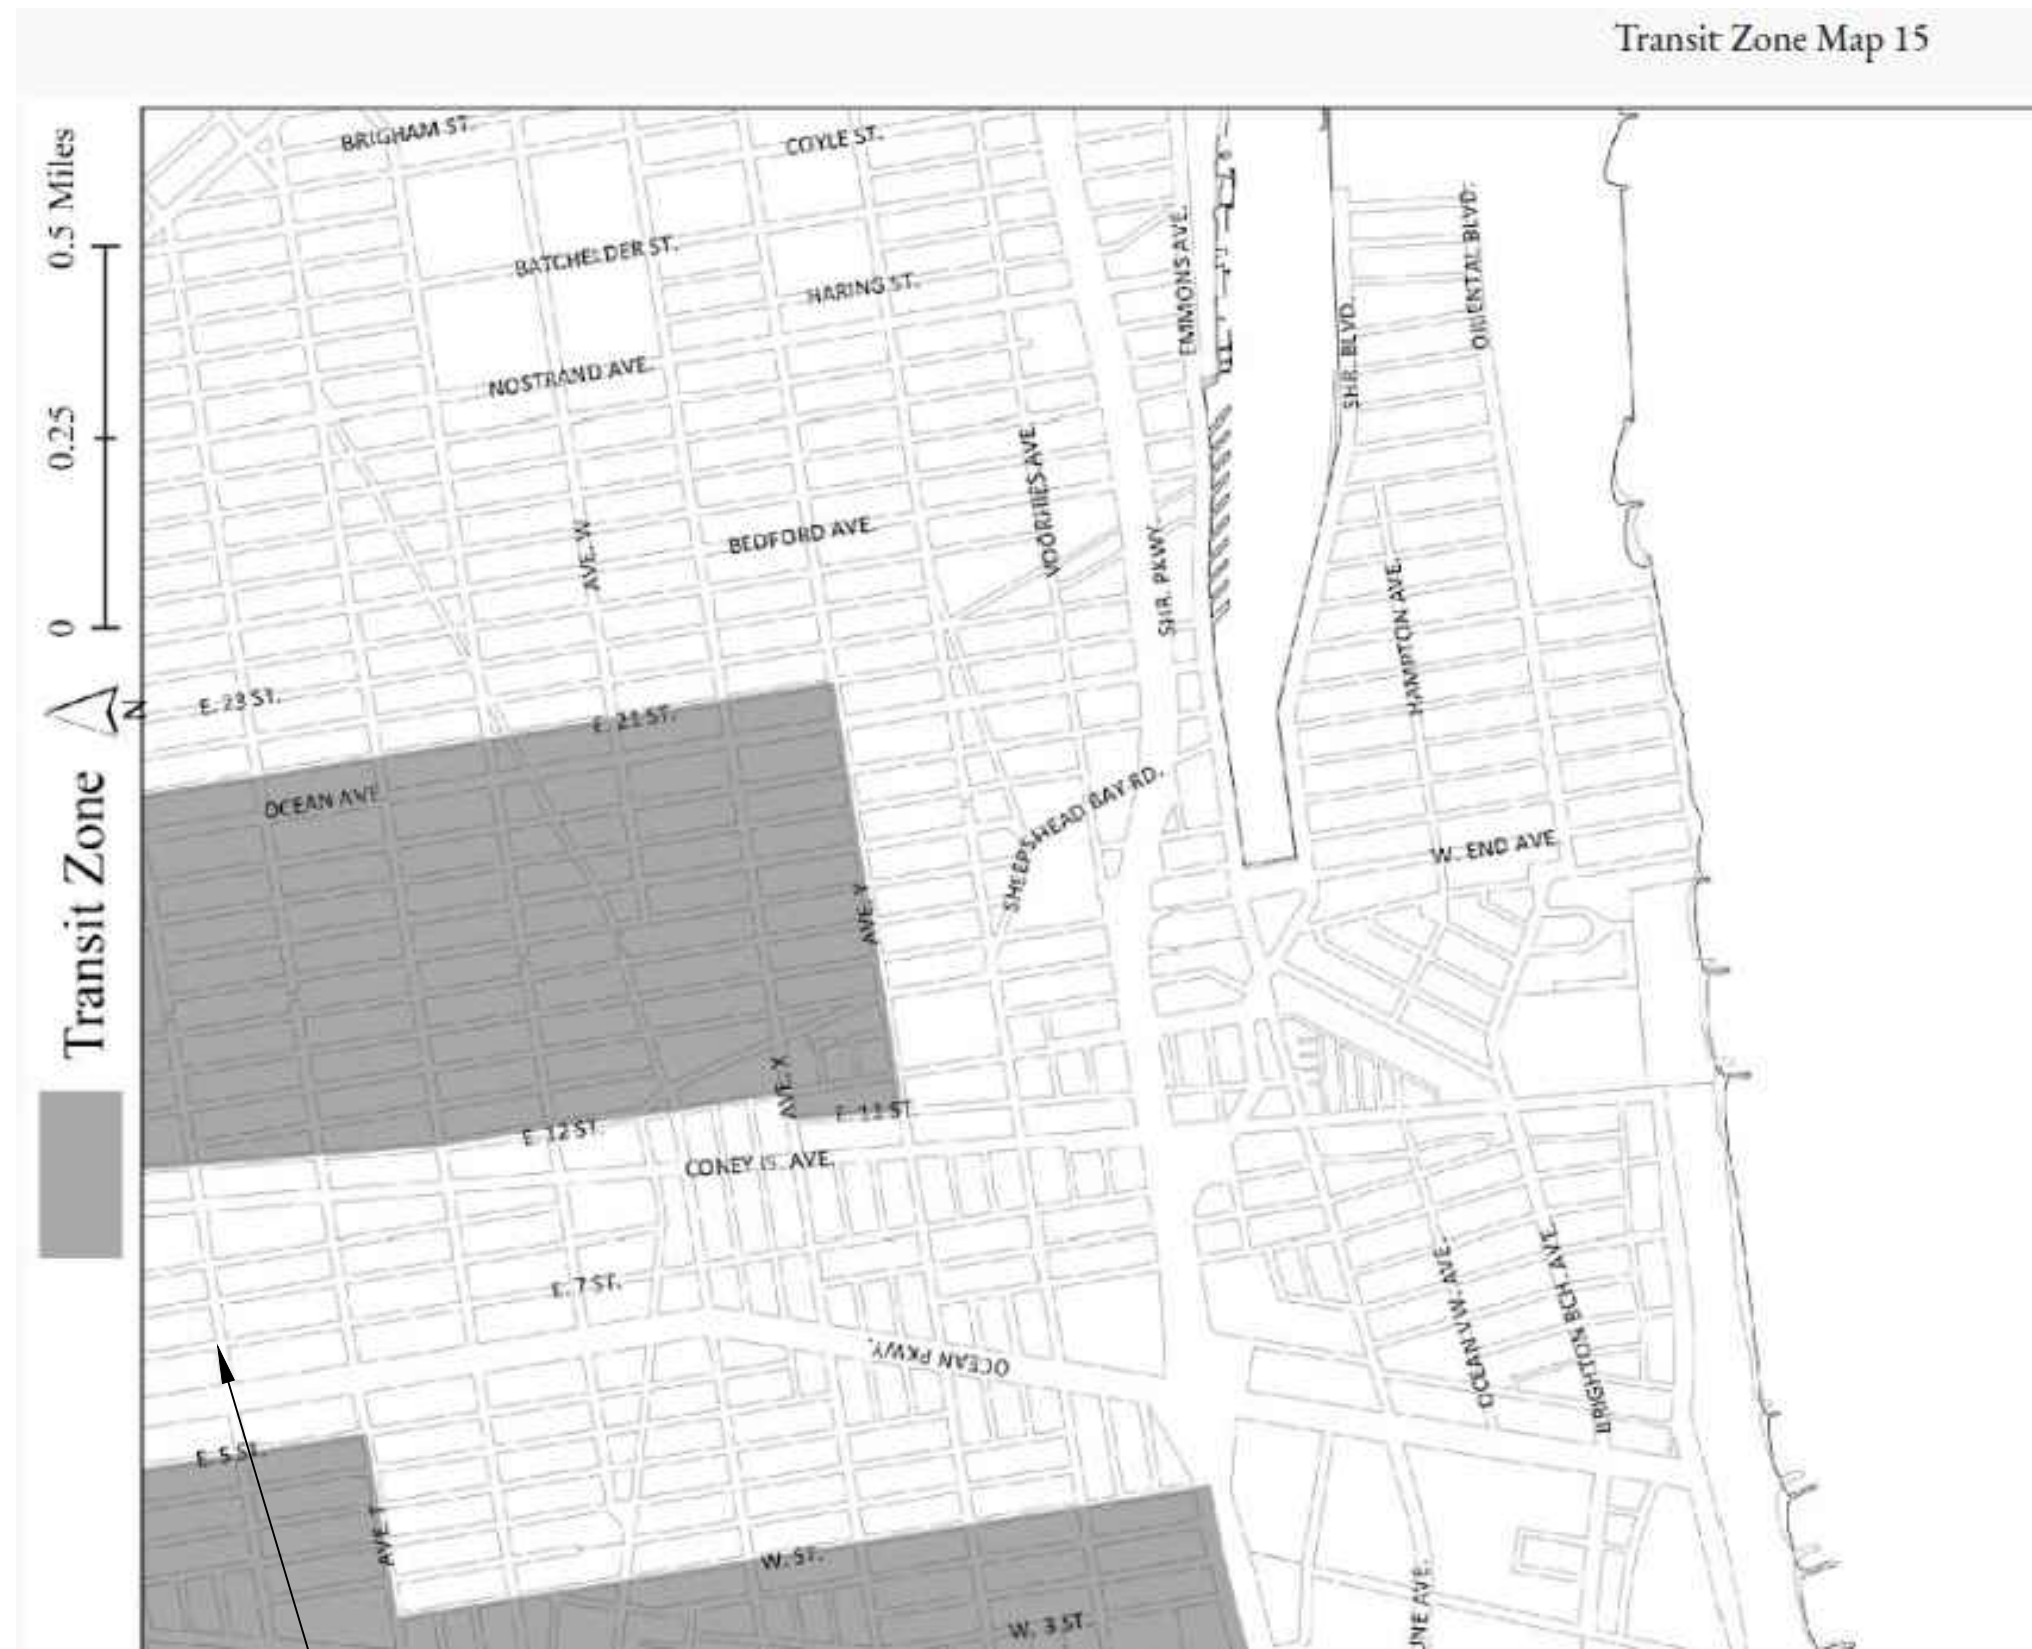 Transit Zone Map 15
0.5 Miles
0.25
0
N
Transit Zone
BRIGHAM ST.
COYLE ST.
BATCHELDER ST.
HARING ST.
NOSTRAND AVE.
EMMONS AVE.
SHR. BLVD.
ORIENTAL BLVD.
VOORHIES AVE.
AVE. W
BEDFORD AVE.
SHR. PKWY.
HAMPTON AVE.
E. 23 ST.
E. 21 ST.
OCEAN AVE
SHEEPSHEAD BAY RD.
W. END AVE
AVE. Y
AVE. X
E. 11 ST.
E. 12 ST.
CONEY IS. AVE.
E. 7 ST.
OCEAN PKWY.
OCEAN VW. AVE.
BRIGHTON BCH. AVE.
E. 5 ST.
AVE. T
W. ST.
W. 3 ST.
UNE AVE.